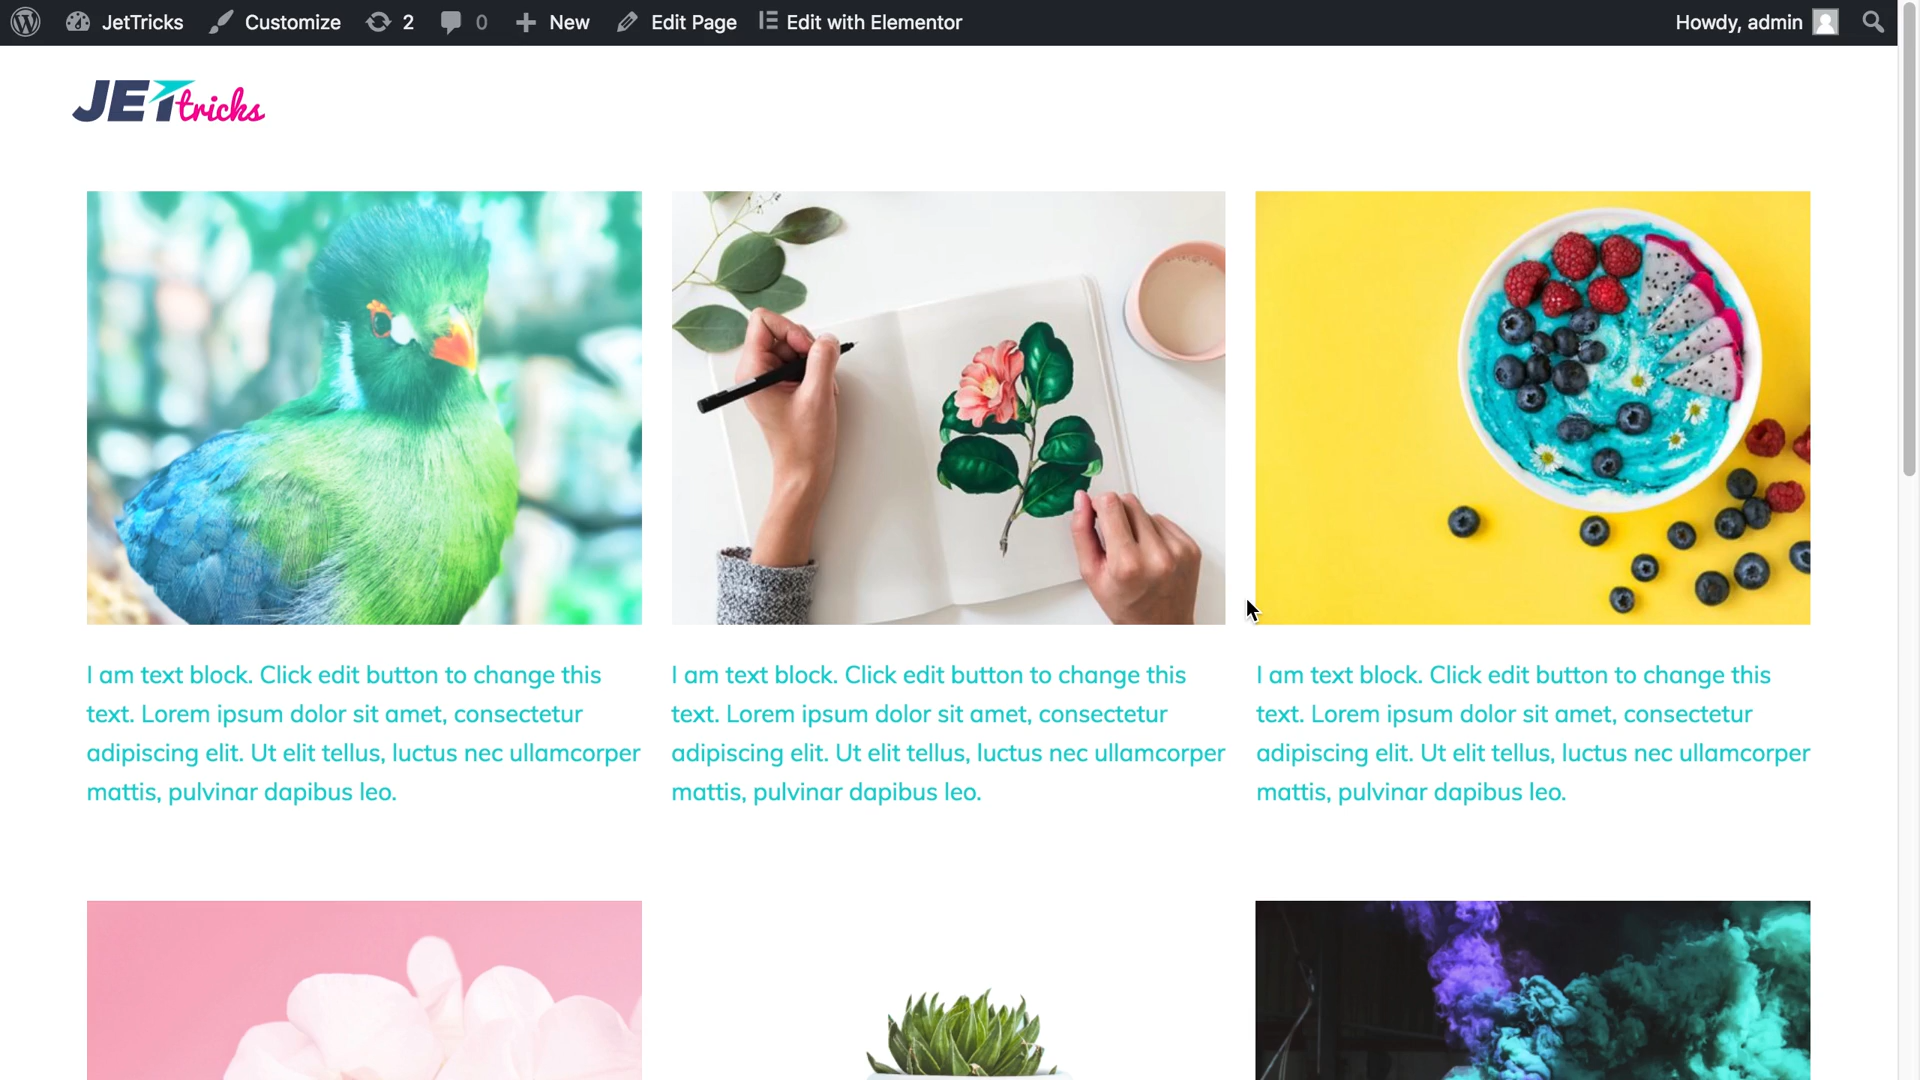 JetTricks Customize 2 0 New Edit Page Edit with Elementor Howdy, admin
JET tricks
I am text block. Click edit button to change this
text. Lorem ipsum dolor sit amet, consectetur
adipiscing elit. Ut elit tellus, luctus nec ullamcorper
mattis, pulvinar dapibus leo.
I am text block. Click edit button to change this
text. Lorem ipsum dolor sit amet, consectetur
adipiscing elit. Ut elit tellus, luctus nec ullamcorper
mattis, pulvinar dapibus leo.
I am text block. Click edit button to change this
text. Lorem ipsum dolor sit amet, consectetur
adipiscing elit. Ut elit tellus, luctus nec ullamcorper
mattis, pulvinar dapibus leo.